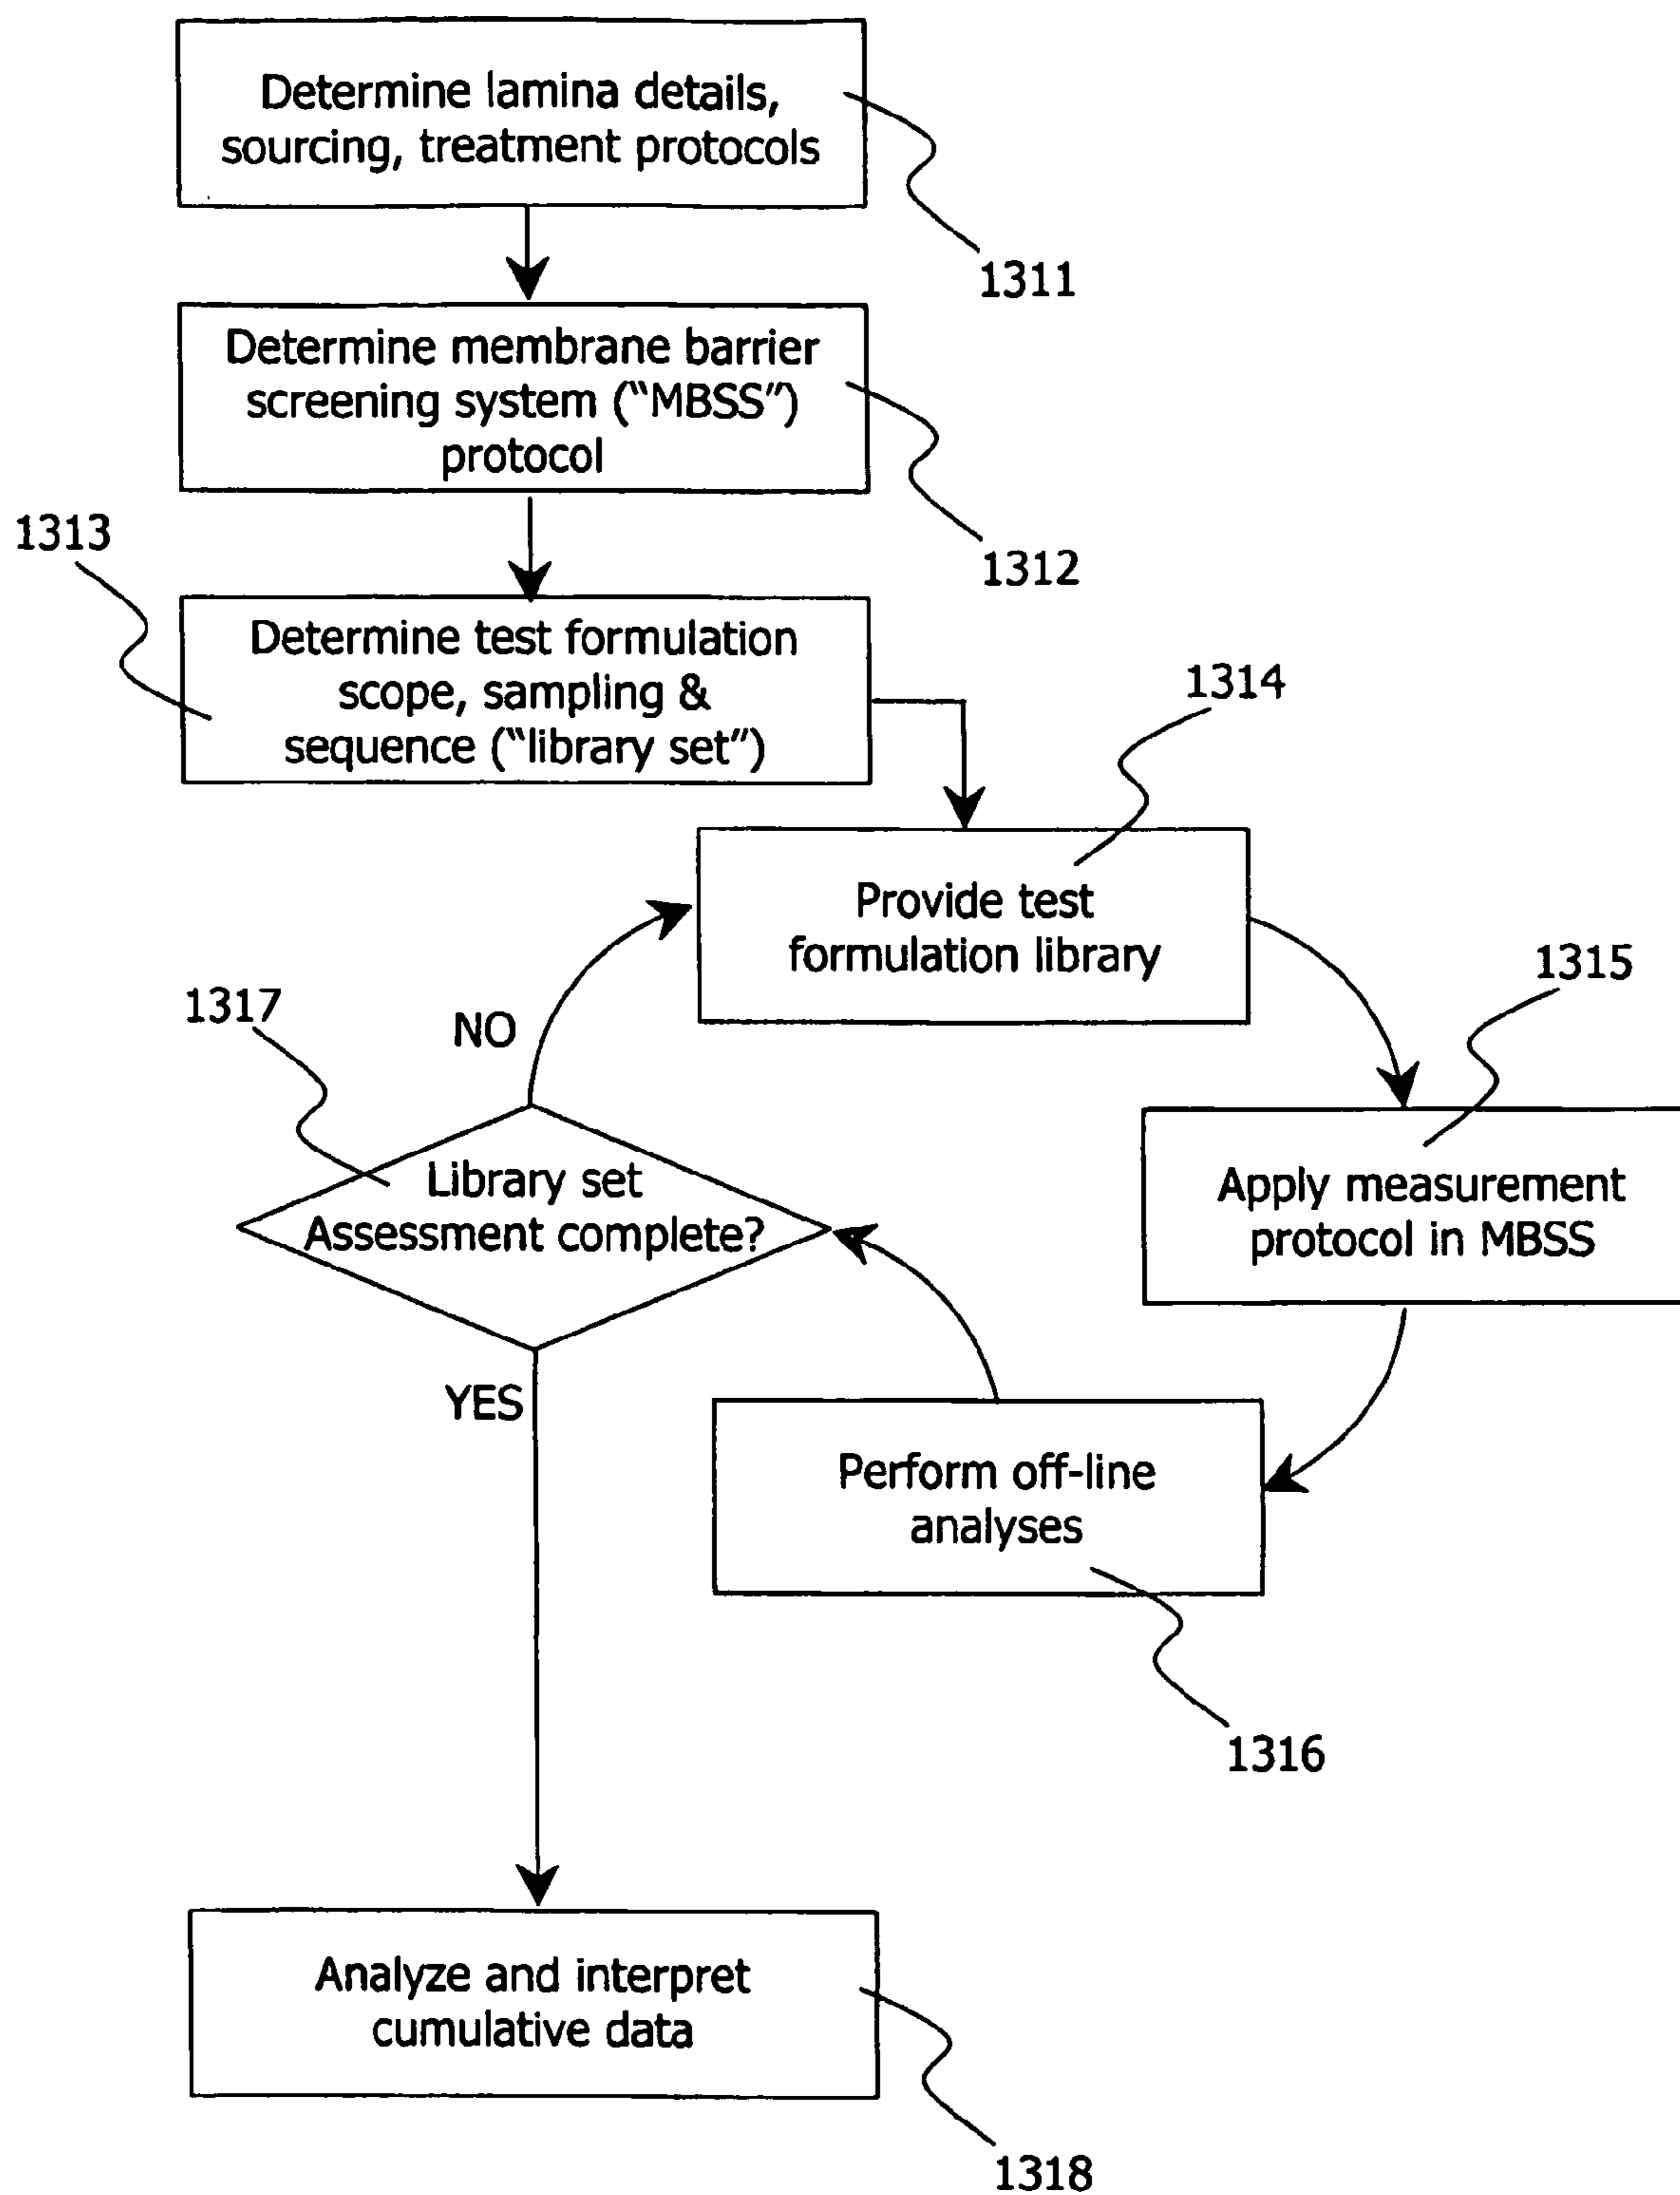 Determine lamina details,
sourcing, treatment protocols
1311
Determine membrane barrier
screening system ("MBSS")
protocol
1312
1313
Determine test formulation
scope, sampling &
sequence ("library set")
1314
Provide test
formulation library
1315
1317
NO
Library set
Assessment complete?
Apply measurement
protocol in MBSS
YES
Perform off-line
analyses
1316
Analyze and interpret
cumulative data
1318